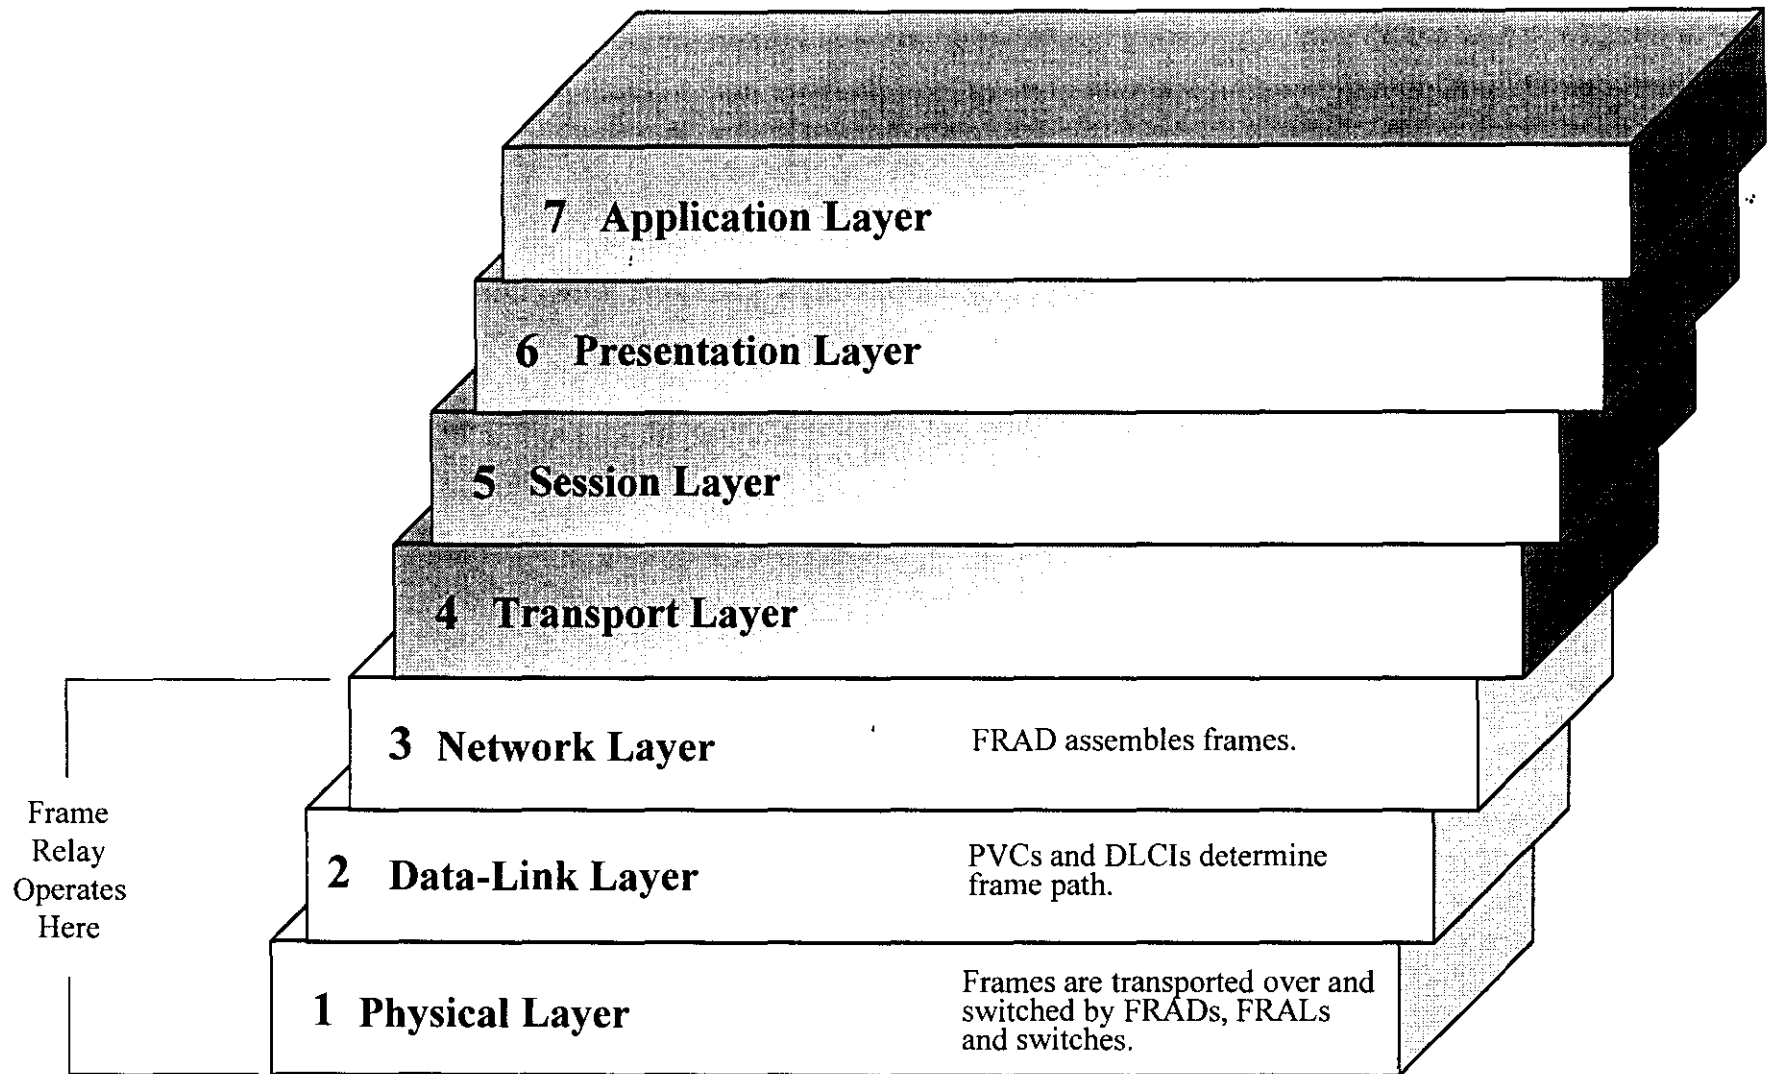 7 Application Layer
6 Presentation Layer
5 Session Layer
4 Transport Layer
3 Network Layer
FRAD assembles frames.
2 Data-Link Layer
PVCs and DLCIs determine
frame path.
1 Physical Layer
Frames are transported over and
switched by FRADs, FRALs
and switches.
Frame
Relay
Operates
Here